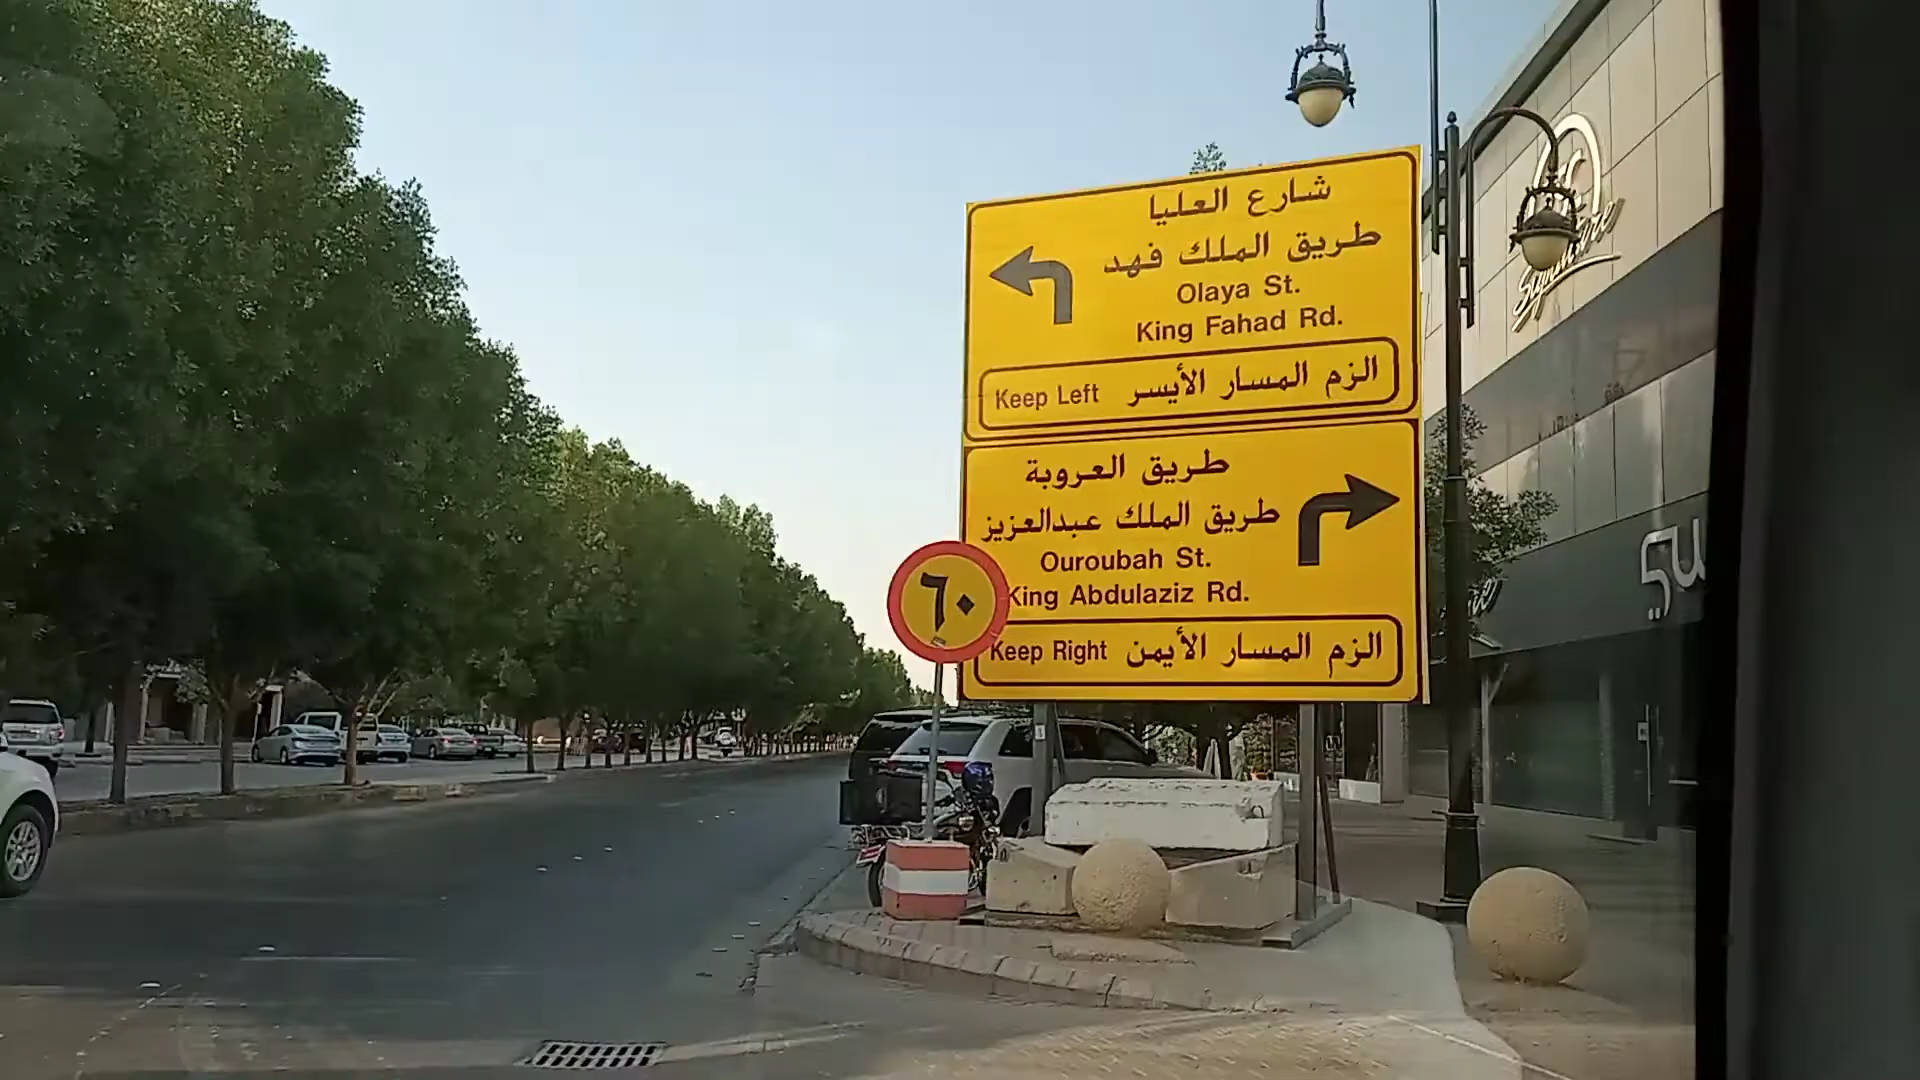 شارع العليا
طريق الملك فهد
Olaya St.
King Fahad Rd.
Keep Left الزم المسار الأيسر
طريق العروبة
طريق الملك عبدالعزيز
Ouroubah St.
King Abdulaziz Rd.
Keep Right الزم المسار الأيمن
٦٠
Signature